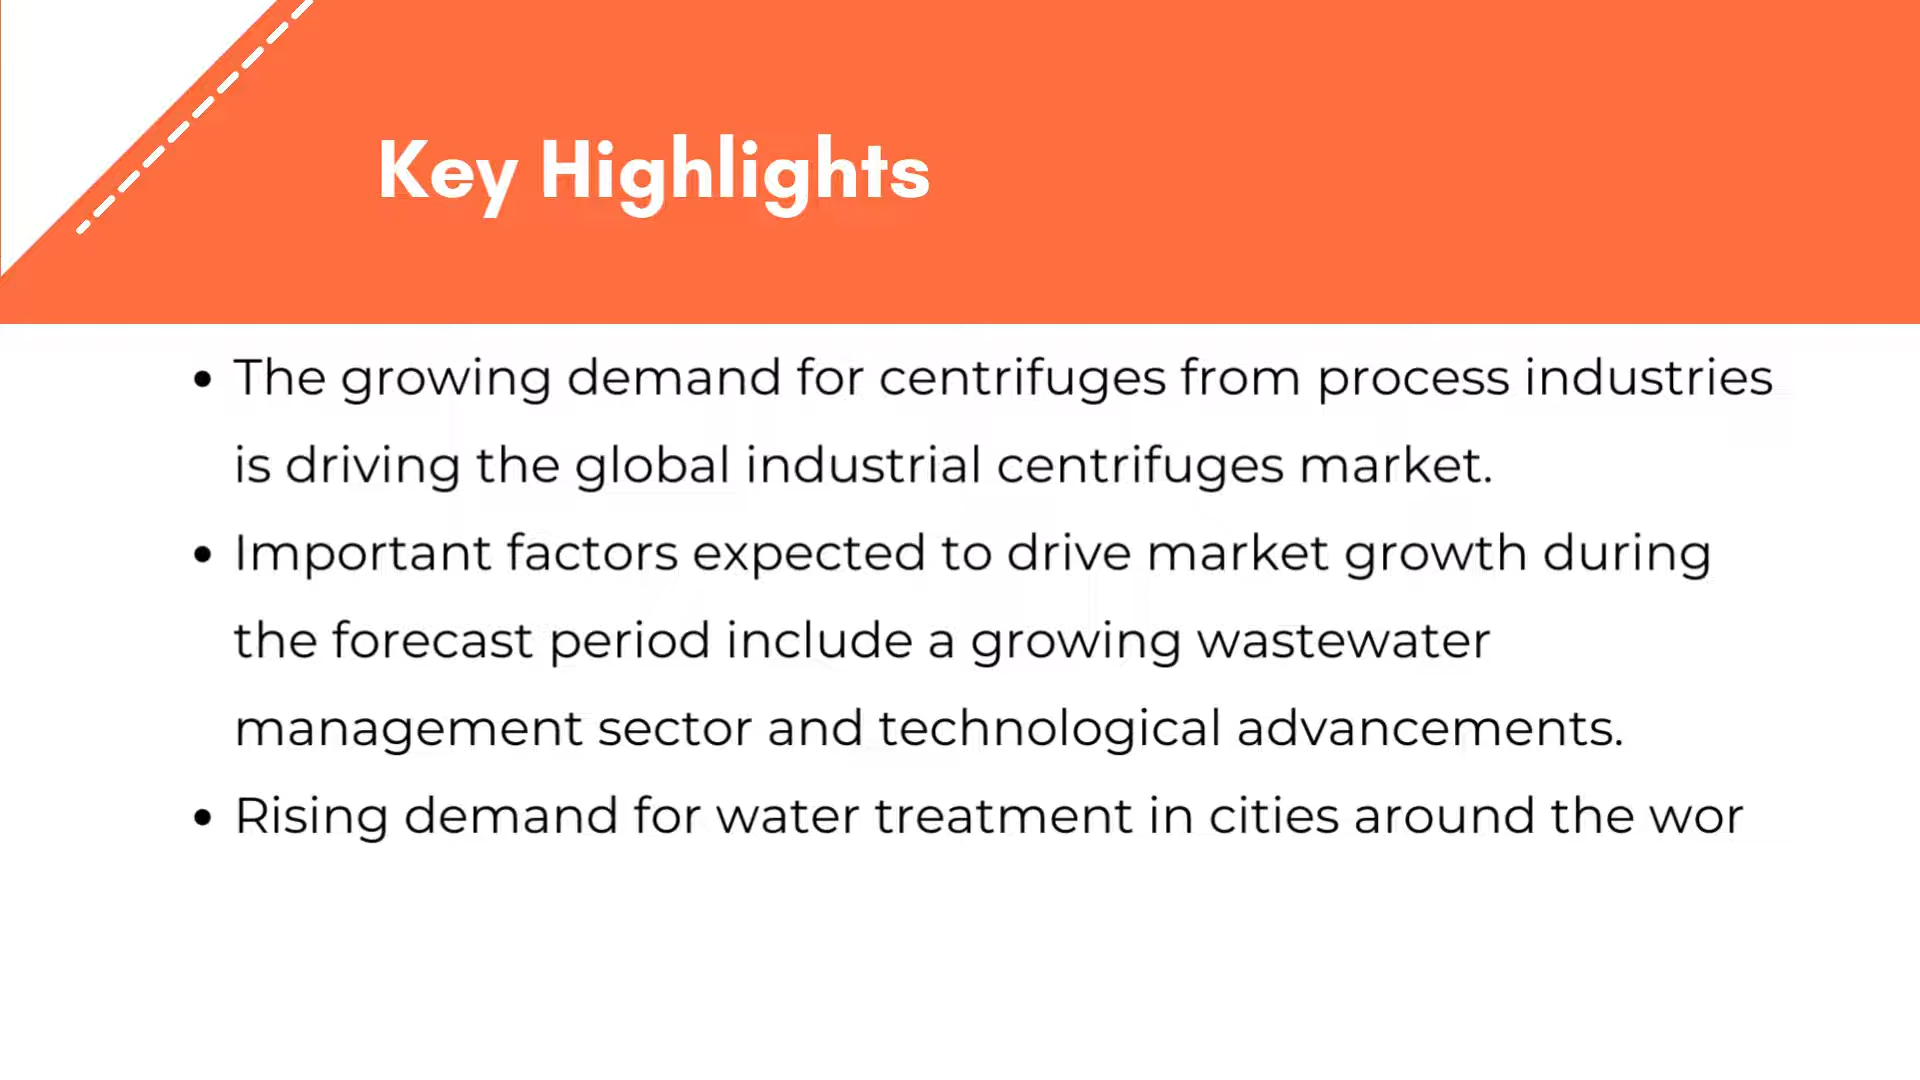 Key Highlights
• The growing demand for centrifuges from process industries
is driving the global industrial centrifuges market.
• Important factors expected to drive market growth during
the forecast period include a growing wastewater
management sector and technological advancements.
• Rising demand for water treatment in cities around the wor